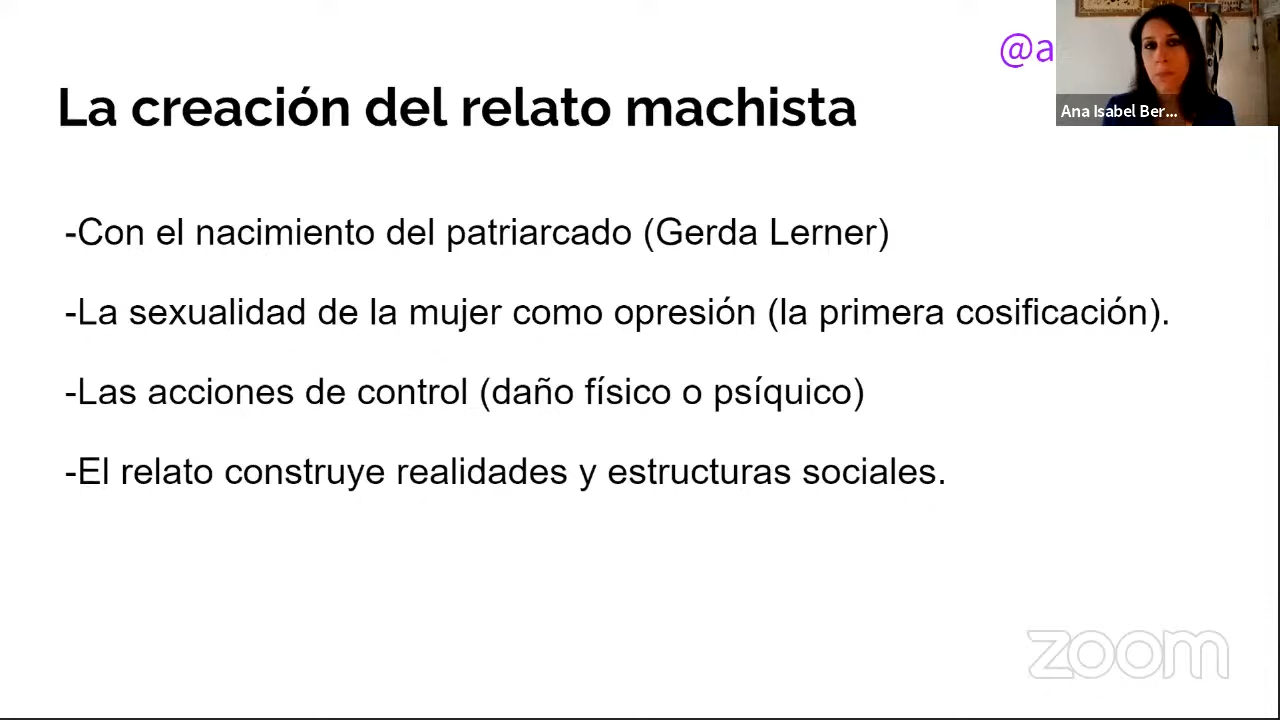 @a
La creación del relato machista
Ana Isabel Ber...
-Con el nacimiento del patriarcado (Gerda Lerner)
-La sexualidad de la mujer como opresión (la primera cosificación).
-Las acciones de control (daño físico o psíquico)
-El relato construye realidades y estructuras sociales.
zoom